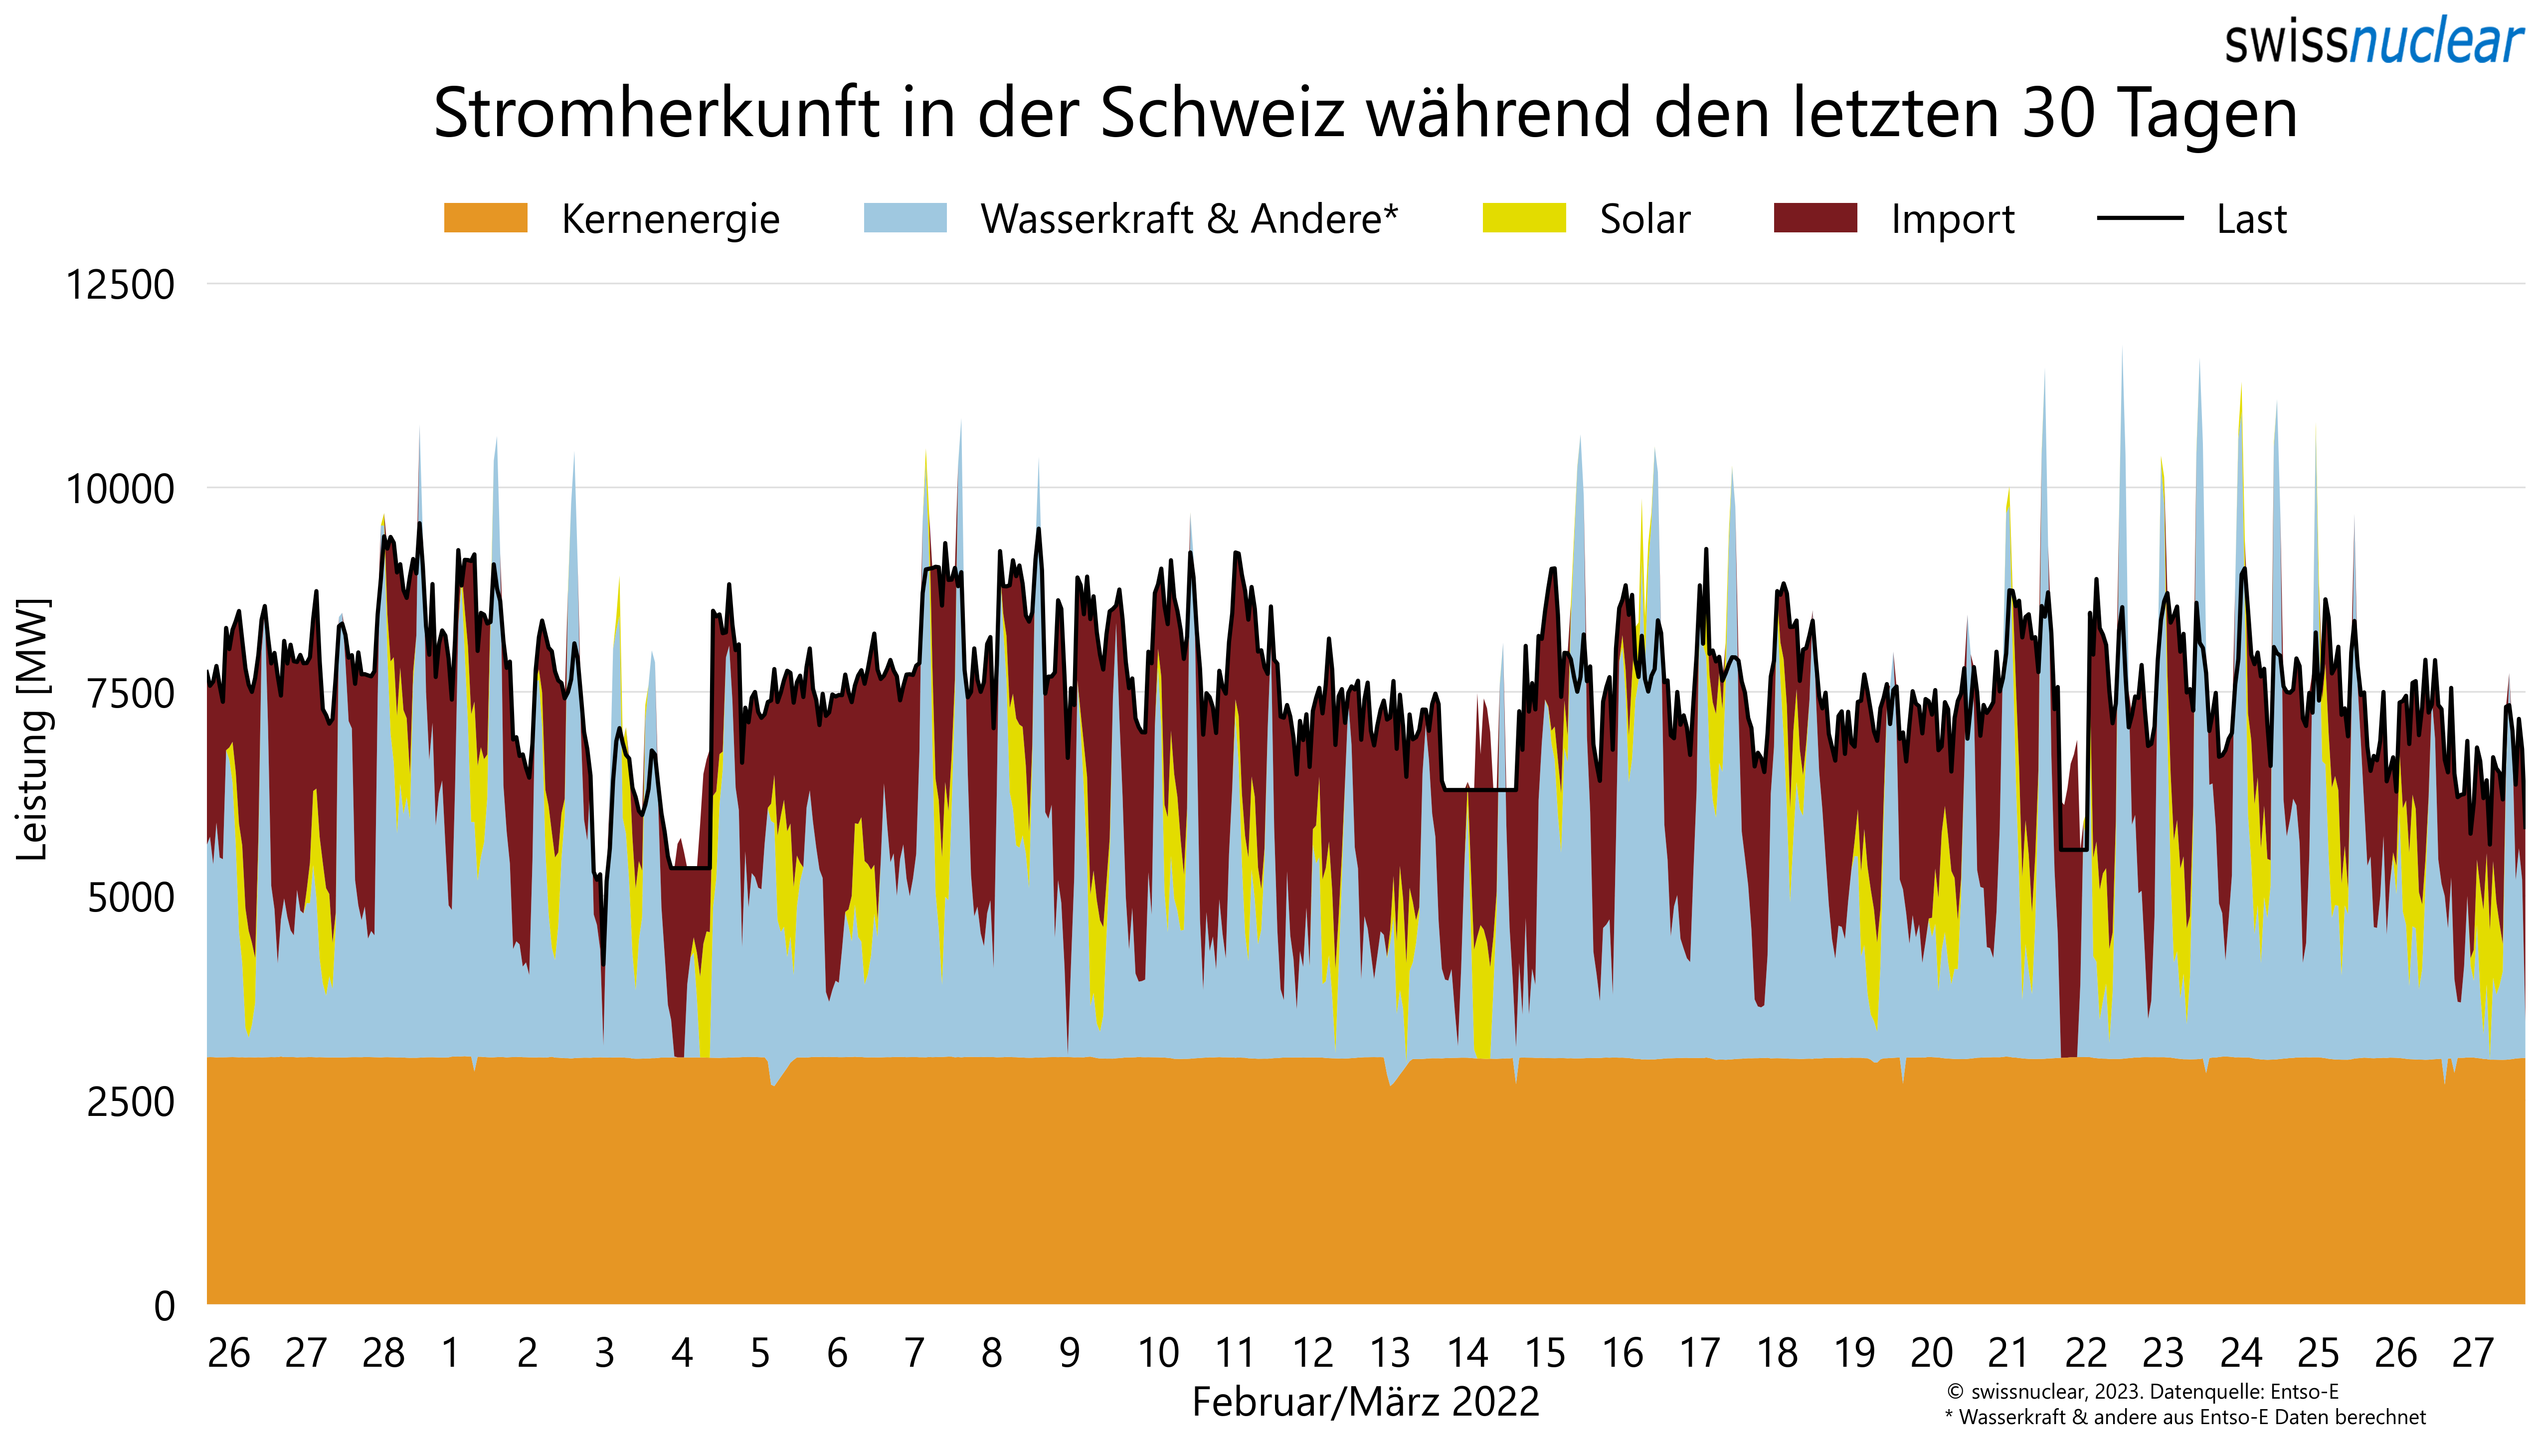 swissnuclear
Stromherkunft in der Schweiz während den letzten 30 Tagen
Kernenergie Wasserkraft & Andere* Solar Import Last
Leistung [MW]
12500
10000
7500
5000
2500
0
26 27 28 1 2 3 4 5 6 7 8 9 10 11 12 13 14 15 16 17 18 19 20 21 22 23 24 25 26 27
Februar/März 2022
© swissnuclear, 2023. Datenquelle: Entso-E
* Wasserkraft & andere aus Entso-E Daten berechnet